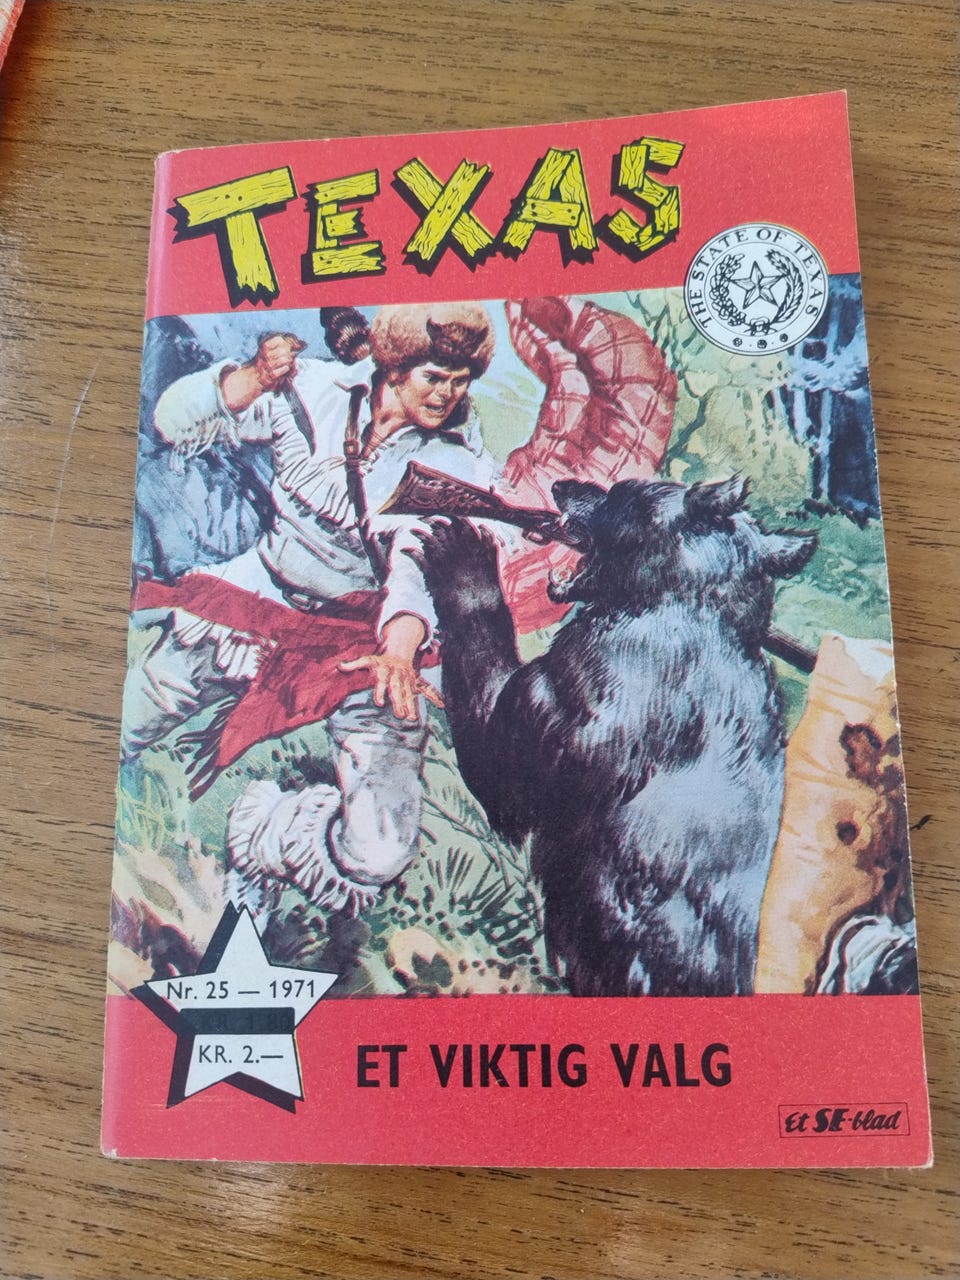 TEXAS
THE STATE OF TEXAS
Nr. 25 — 1971
KR. 2.—
ET VIKTIG VALG
Et SE-blad